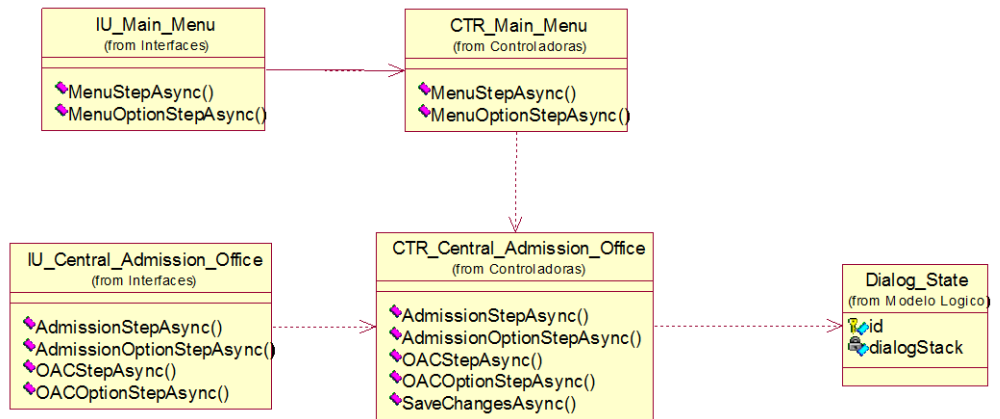 IU_Main_Menu
(from Interfaces)
MenuStepAsync()
MenuOptionStepAsync()
CTR_Main_Menu
(from Controladoras)
MenuStepAsync()
MenuOptionStepAsync()
IU_Central_Admission_Office
(from Interfaces)
AdmissionStepAsync()
AdmissionOptionStepAsync()
OACStepAsync()
OACOptionStepAsync()
CTR_Central_Admission_Office
(from Controladoras)
AdmissionStepAsync()
AdmissionOptionStepAsync()
OACStepAsync()
OACOptionStepAsync()
SaveChangesAsync()
Dialog_State
(from Modelo Logico)
id
dialogStack